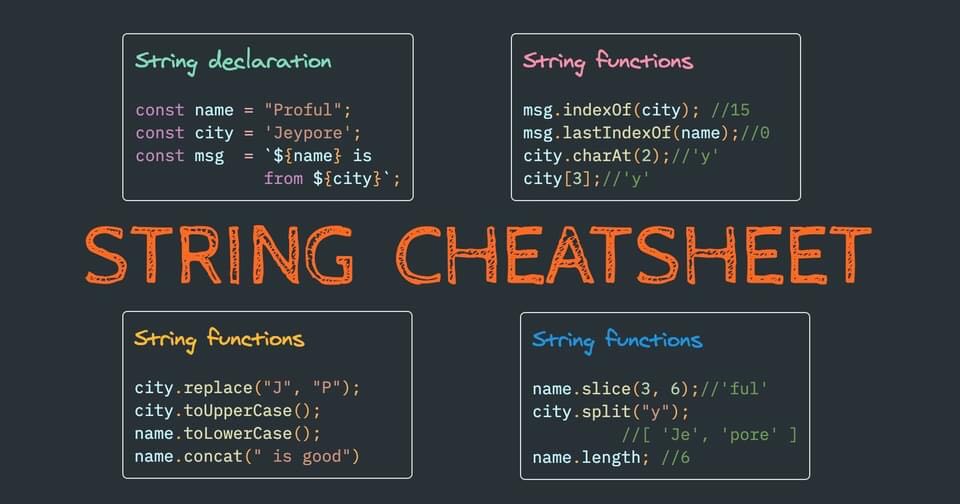 String declaration
const name = "Proful";
const city = 'Jeypore';
const msg  = `${name} is
from ${city}`;
String functions
msg.indexOf(city); //15
msg.lastIndexOf(name);//0
city.charAt(2);//'y'
city[3];//'y'
STRING CHEATSHEET
String functions
city.replace("J", "P");
city.toUpperCase();
name.toLowerCase();
name.concat(" is good")
String functions
name.slice(3, 6);//'ful'
city.split("y");
//[ 'Je', 'pore' ]
name.length; //6